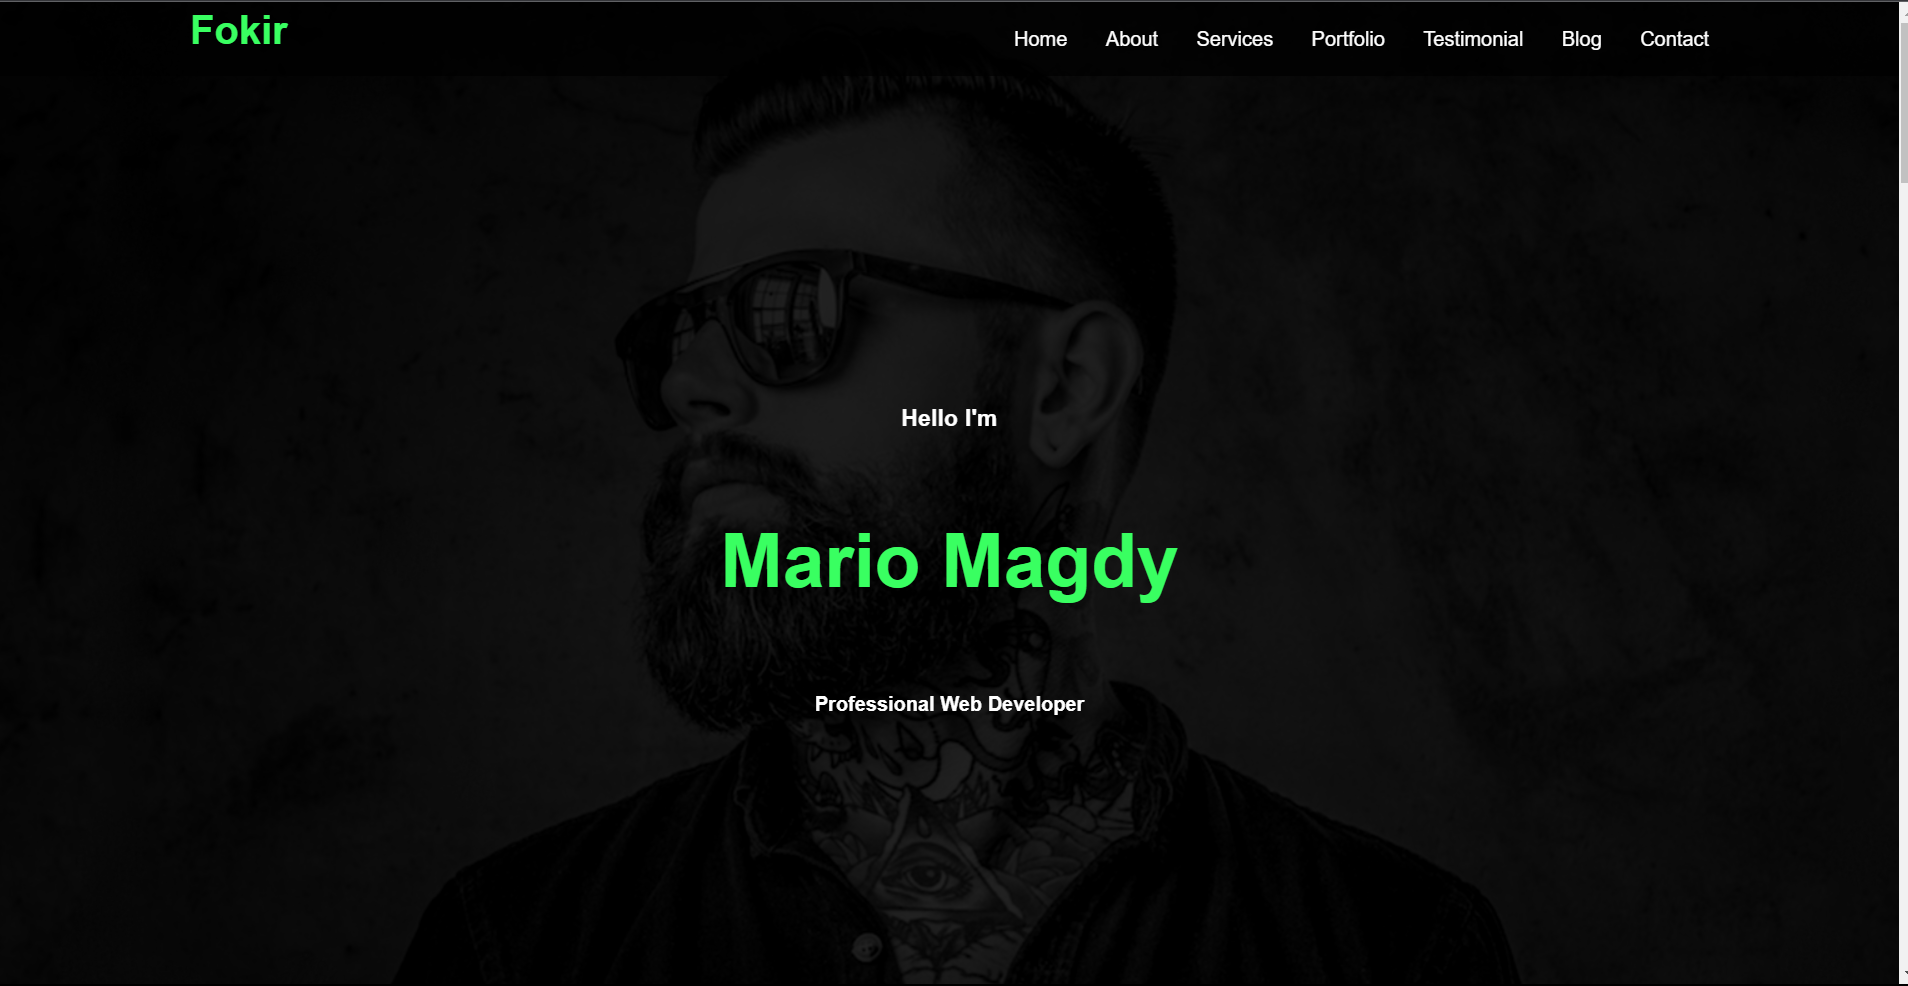 Fokir
Home About Services Portfolio Testimonial Blog Contact
Hello I'm
Mario Magdy
Professional Web Developer